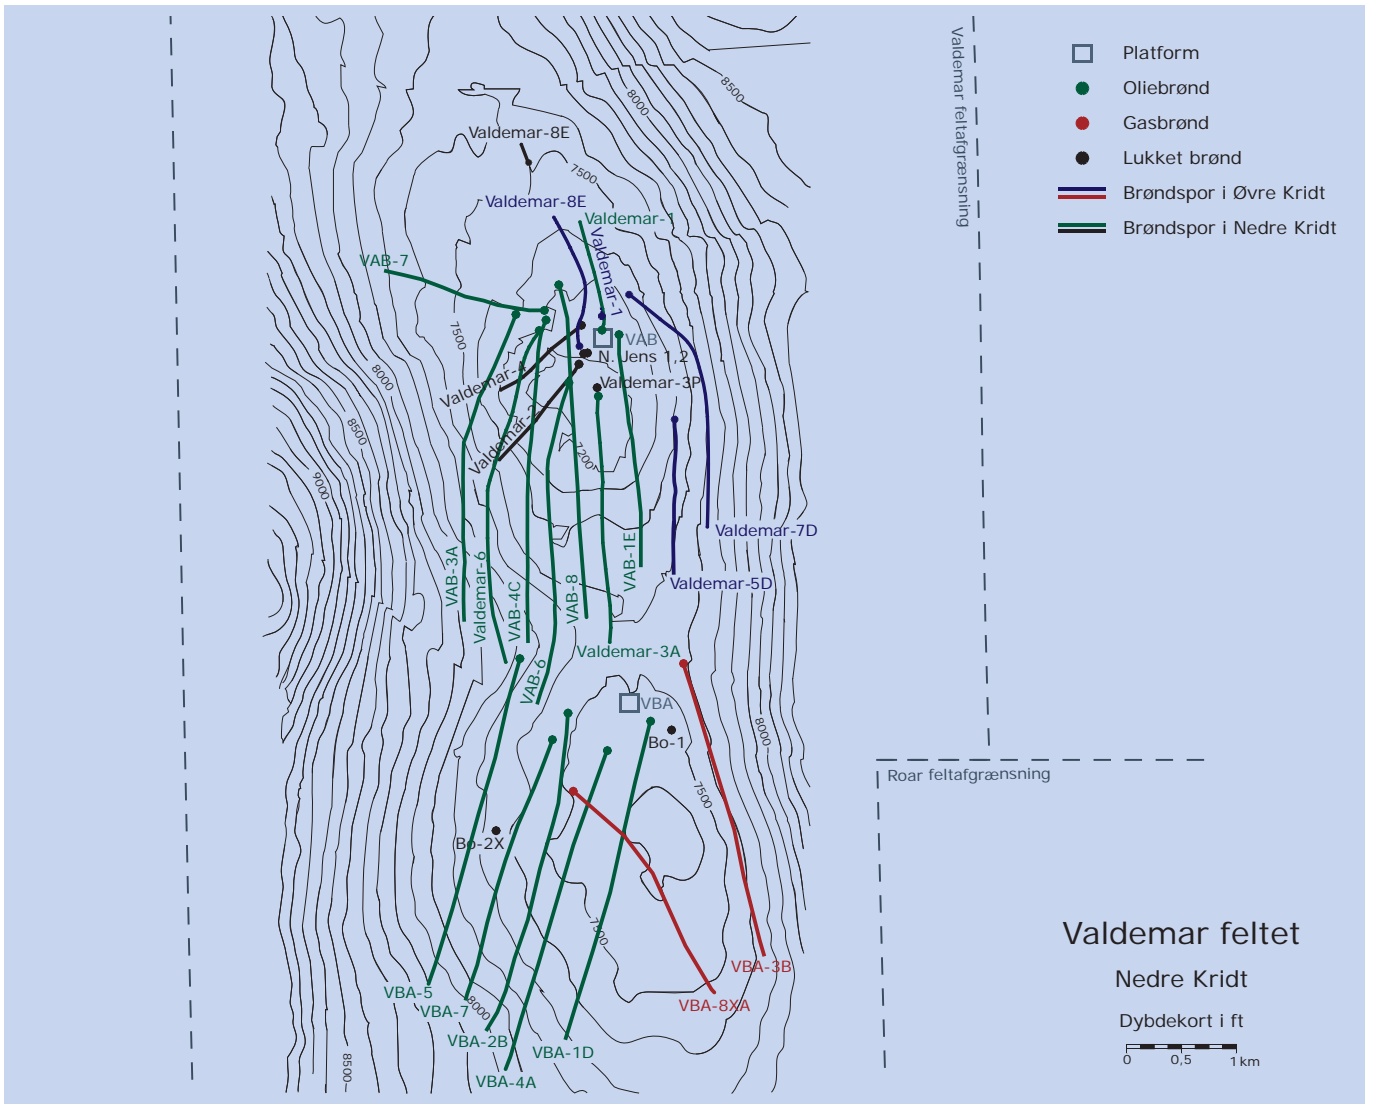 Platform
Oliebrønd
Gasbrønd
Lukket brønd
Brøndspor i Øvre Kridt
Brøndspor i Nedre Kridt
Valdemar feltafgrænsning
8500
8000
Valdemar-8E
7500
Valdemar-8E
Valdemar-1
Valdemar-1
VAB-7
7500
VAB
N. Jens 1,2
Valdemar-4
Valdemar-3P
8000
Valdemar-2
8500
7200
9000
Valdemar-7D
VAB-3A
Valdemar-6
VAB-4C
VAB-8
VAB-1E
Valdemar-5D
Valdemar-3A
VAB-6
VBA
Bo-1
8000
Roar feltafgrænsning
7500
Bo-2X
7500
VBA-3B
VBA-5
VBA-7
8000
VBA-8XA
VBA-2B
VBA-1D
VBA-4A
8500
Valdemar feltet
Nedre Kridt
Dybdekort i ft
0 0,5 1 km